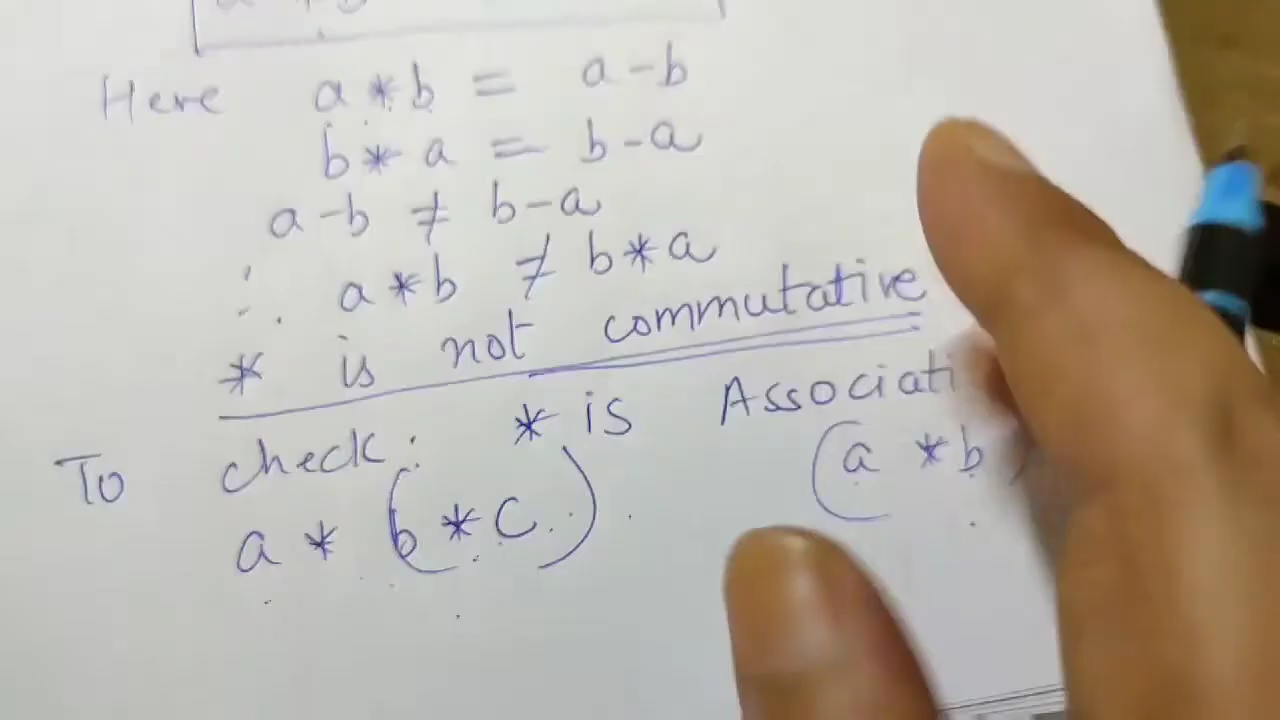 Here a * b = a - b
b * a = b - a
a - b ≠ b - a
∴ a * b ≠ b * a
* is not commutative
To check: * is Associati
a * (b * c) (a * b